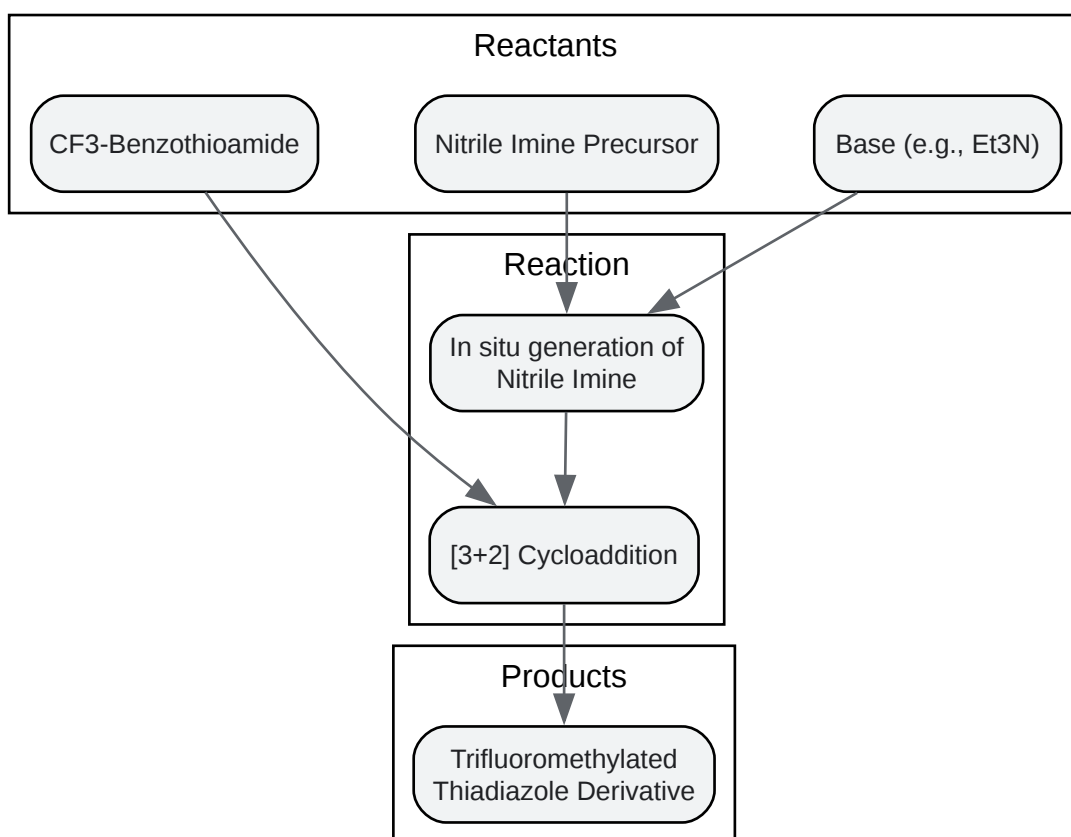 Reactants
CF3-Benzothioamide
Nitrile Imine Precursor
Base (e.g., Et3N)
Reaction
In situ generation of
Nitrile Imine
[3+2] Cycloaddition
Products
Trifluoromethylated
Thiadiazole Derivative